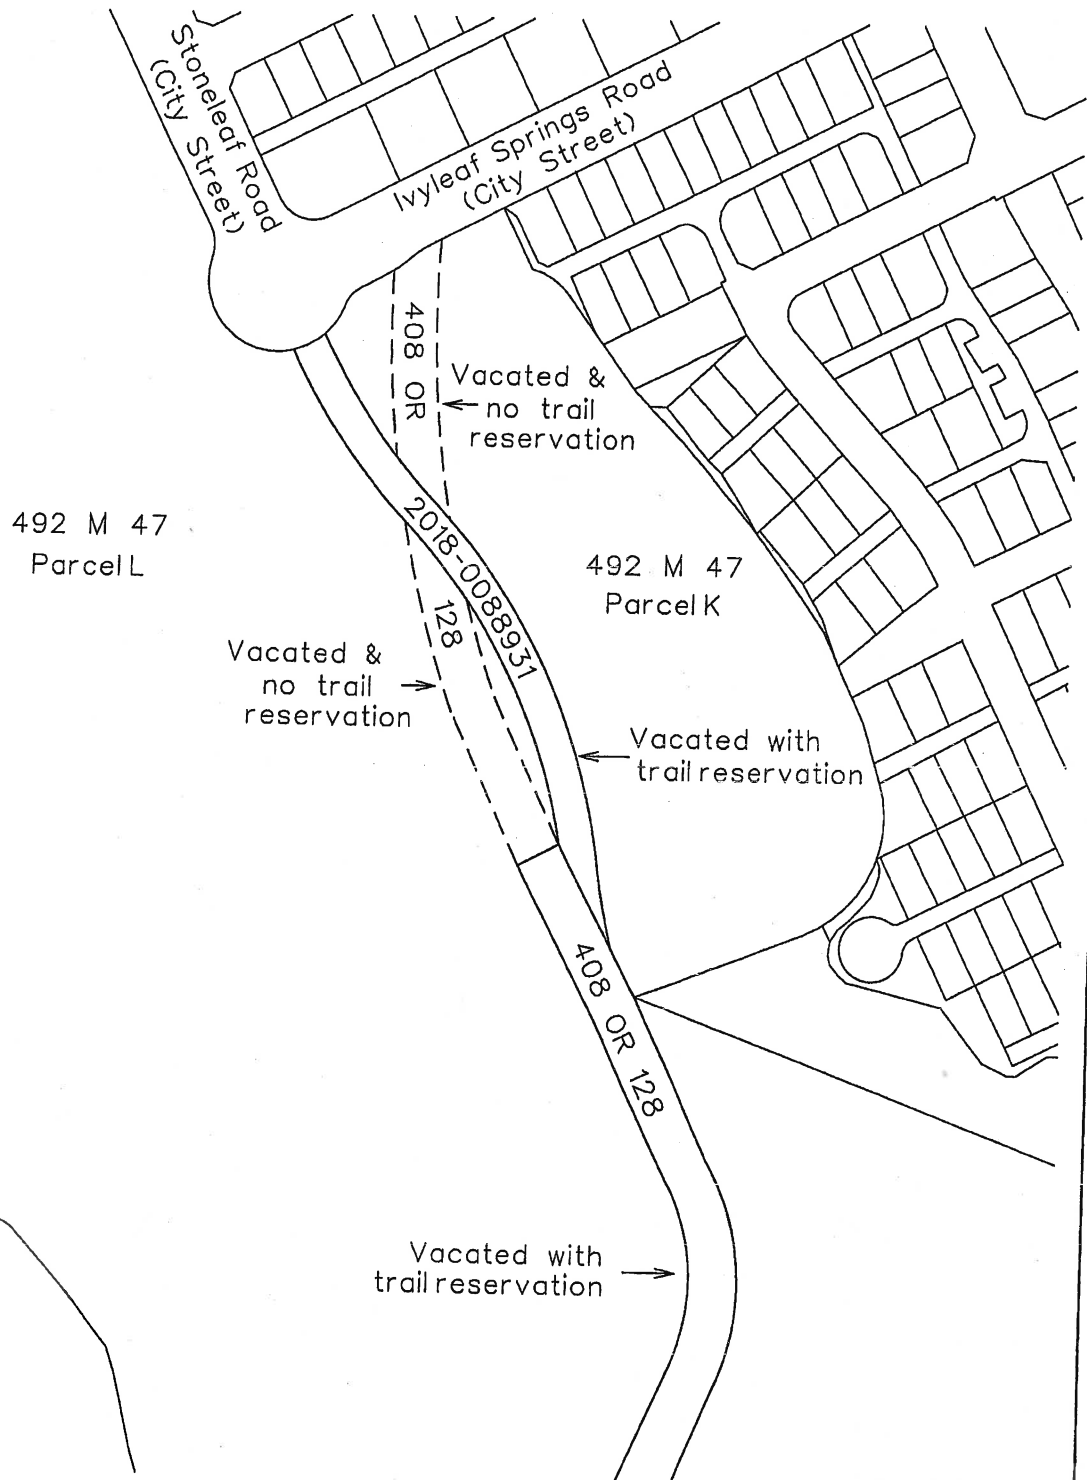 Stoneleaf Road
(City Street)
Ivyleaf Springs Road
(City Street)
408 OR
128
Vacated &
no trail
reservation
2018-0088931
492 M 47
Parcel L
492 M 47
Parcel K
Vacated &
no trail
reservation
Vacated with
trail reservation
408 OR 128
Vacated with
trail reservation